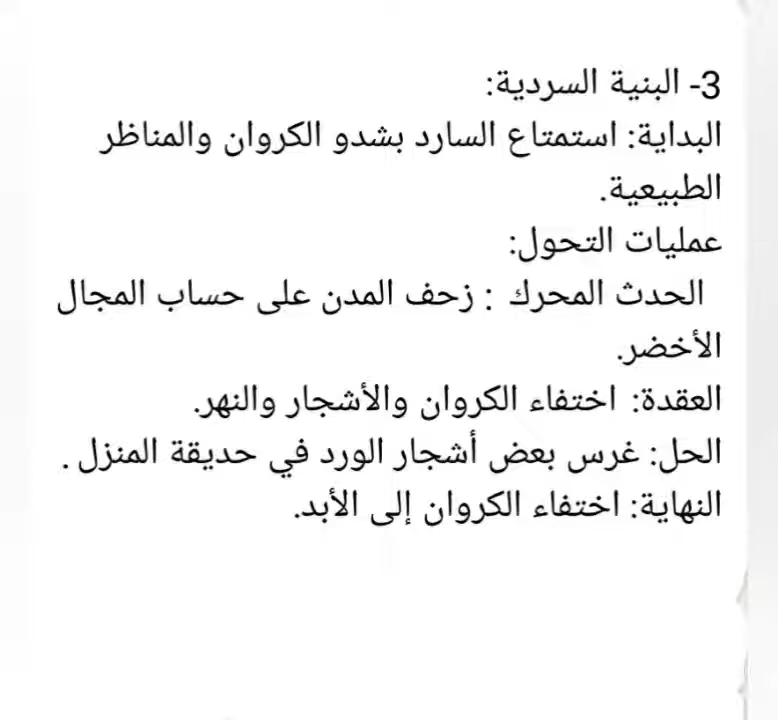 3- البنية السردية:
البداية: استمتاع السارد بشدو الكروان والمناظر
الطبيعية.
عمليات التحول:
الحدث المحرك : زحف المدن على حساب المجال
الأخضر.
العقدة: اختفاء الكروان والأشجار والنهر.
الحل: غرس بعض أشجار الورد في حديقة المنزل .
النهاية: اختفاء الكروان إلى الأبد.